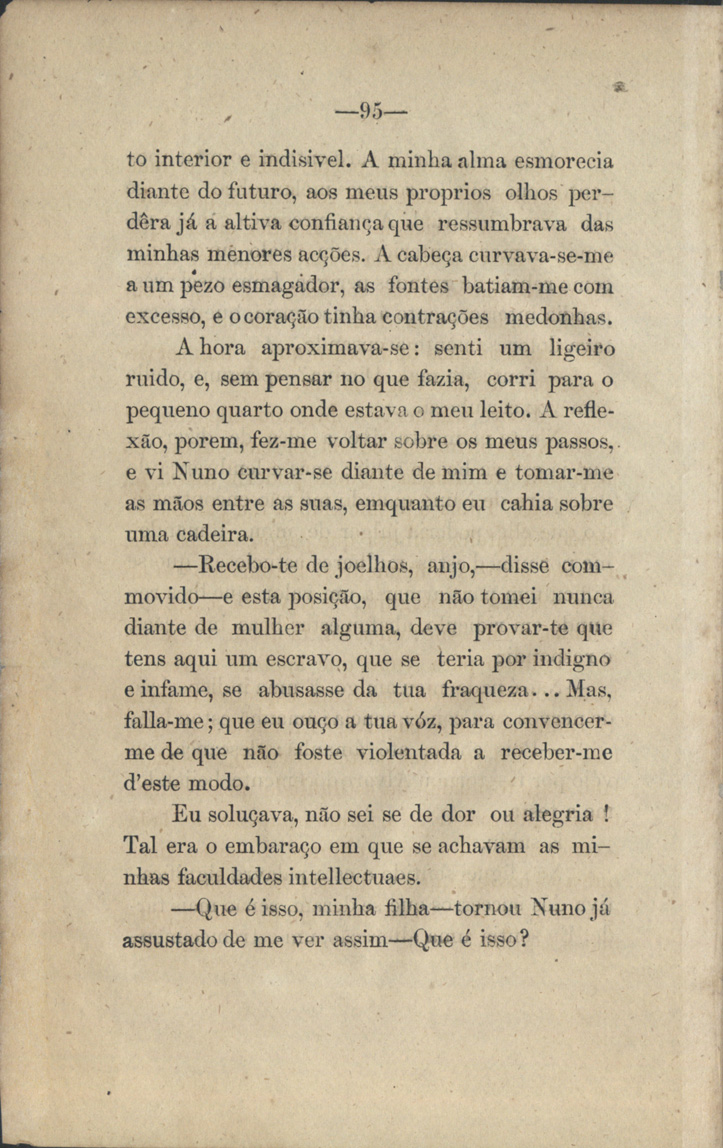 —95—
to interior e indisivel. A minha alma esmorecia
diante do futuro, aos meus proprios olhos per-
dêra já a altiva confiança que ressumbrava das
minhas menores acções. A cabeça curvava-se-me
a um pezo esmagador, as fontes batiam-me com
excesso, e o coração tinha contrações medonhas.
A hora aproximava-se: senti um ligeiro
ruido, e, sem pensar no que fazia, corri para o
pequeno quarto onde estava o meu leito. A refle-
xão, porem, fez-me voltar sobre os meus passos,
e vi Nuno curvar-se diante de mim e tomar-me
as mãos entre as suas, emquanto eu cahia sobre
uma cadeira.
—Recebo-te de joelhos, anjo,—disse com-
movido—e esta posição, que não tomei nunca
diante de mulher alguma, deve provar-te que
tens aqui um escravo, que se teria por indigno
e infame, se abusasse da tua fraqueza... Mas,
falla-me; que eu ouço a tua vóz, para convencer-
me de que não foste violentada a receber-me
d'este modo.
Eu soluçava, não sei se de dor ou alegria !
Tal era o embaraço em que se achavam as mi-
nhas faculdades intellectuaes.
—Que é isso, minha filha—tornou Nuno já
assustado de me ver assim—Que é isso?